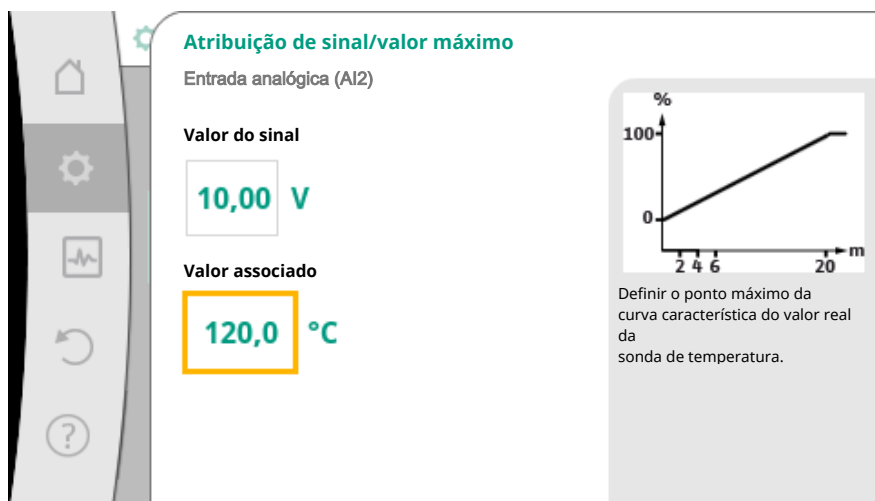 Atribuição de sinal/valor máximo
Entrada analógica (AI2)
Valor do sinal
10,00 V
Valor associado
120,0 °C
%
100
0
2 4 6 20
m
Definir o ponto máximo da
curva característica do valor real
da
sonda de temperatura.
?